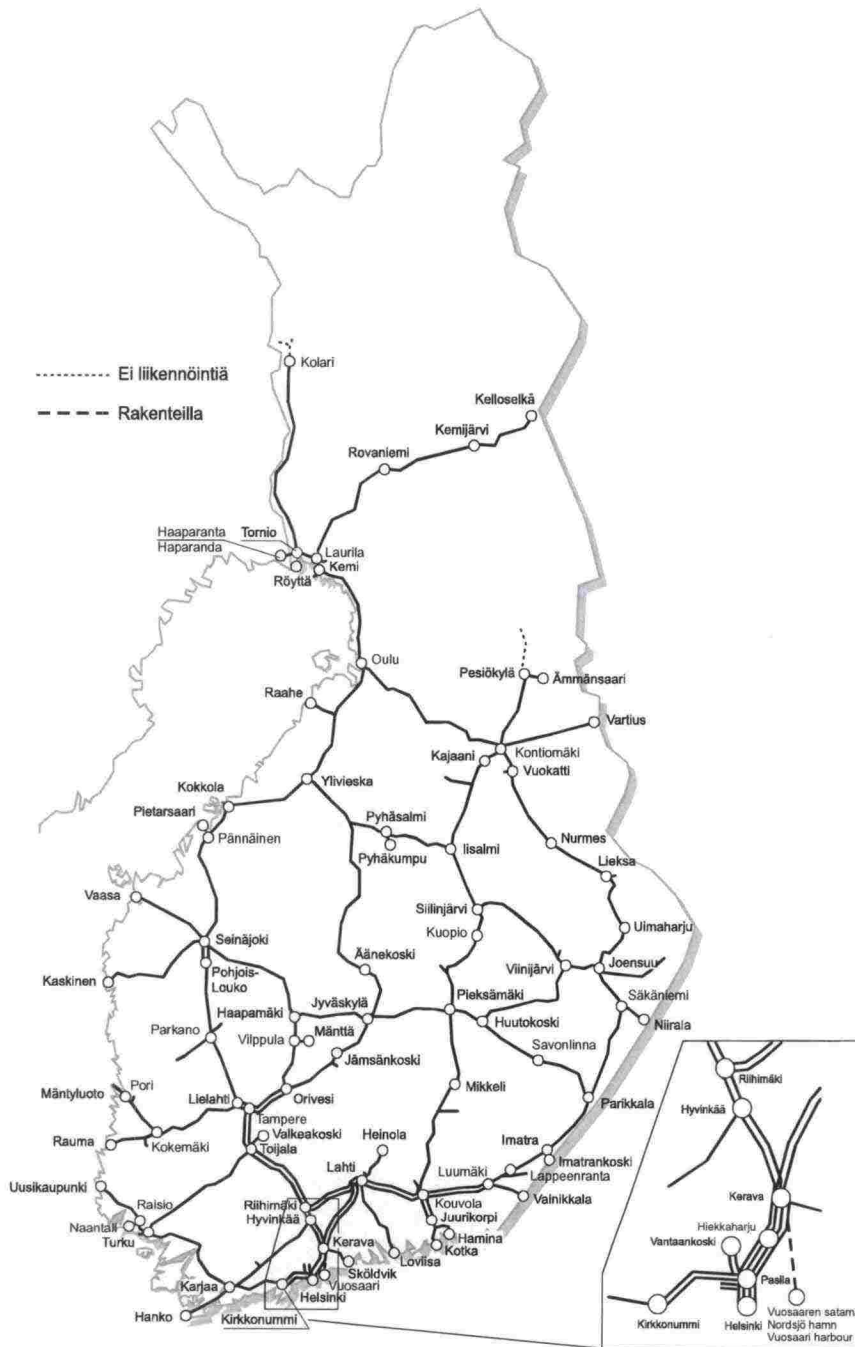 Kolari
Ei liikennöintiä
Rakenteilla
Kelloselkä
Kemijärvi
Rovaniemi
Haaparanta
Haparanda
Tornio
Laurila
Kemi
Röyttä
Oulu
Pesiökylä
Ämmänsaari
Raahe
Vartius
Kontiomäki
Kajaani
Vuokatti
Ylivieska
Kokkola
Pietarsaari
Pännäinen
Pyhäsalmi
Pyhäkumpu
Iisalmi
Nurmes
Lieksa
Vaasa
Siilinjärvi
Kuopio
Uimaharju
Seinäjoki
Pohjois-
Louko
Äänekoski
Viinijärvi
Joensuu
Kaskinen
Haapamäki
Jyväskylä
Pieksämäki
Säkäniemi
Huutokoski
Niirala
Parkano
Vilppula
Mänttä
Jämsänkoski
Savonlinna
Mäntyluoto
Pori
Lielahti
Orivesi
Mikkeli
Parikkala
Tampere
Rauma
Kokemäki
Valkeakoski
Toijala
Heinola
Imatra
Imatrankoski
Uusikaupunki
Lahti
Luumäki
Lappeenranta
Raisio
Riihimäki
Hyvinkää
Kouvola
Vainikkala
Naantali
Turku
Juurikorpi
Hamina
Kotka
Kerava
Loviisa
Sköldvik
Vuosaari
Helsinki
Karjaa
Hanko
Kirkkonummi
Riihimäki
Hyvinkää
Kerava
Hiekkaharju
Vantaankoski
Pasila
Kirkkonummi
Helsinki
Vuosaaren satama
Nordsjö hamn
Vuosaari harbour